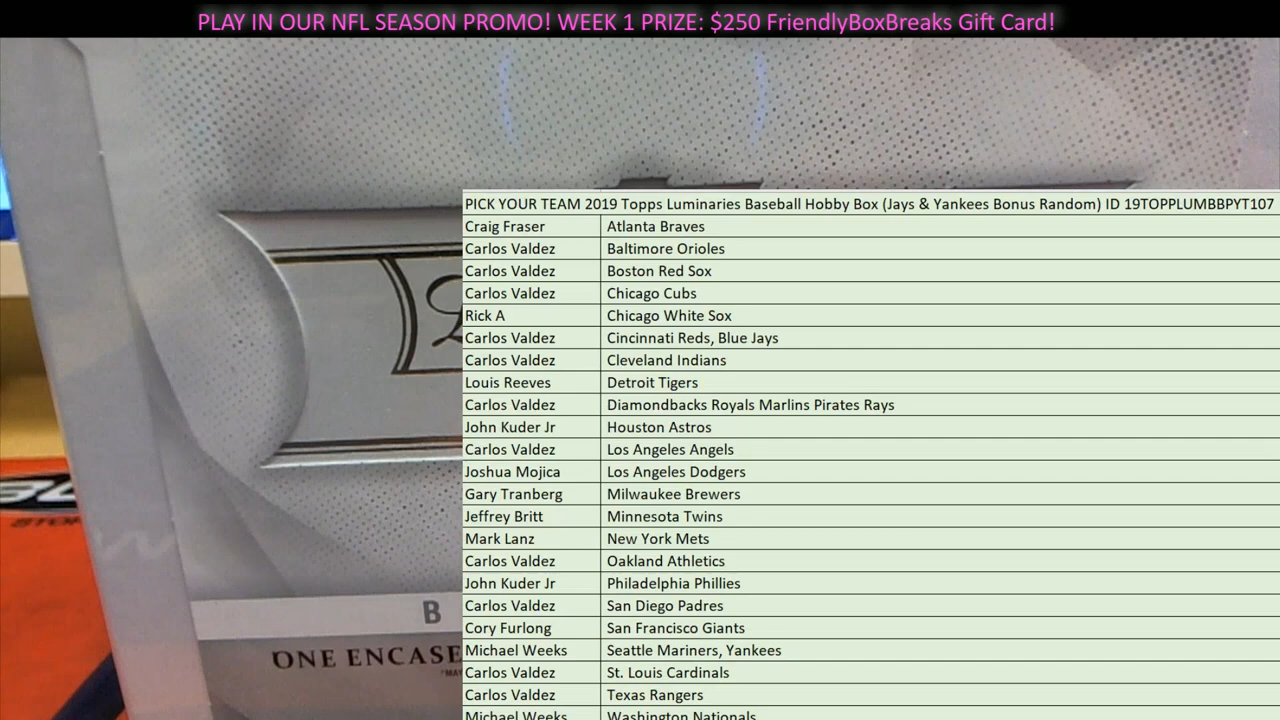 PLAY IN OUR NFL SEASON PROMO! WEEK 1 PRIZE: $250 FriendlyBoxBreaks Gift Card!
PICK YOUR TEAM 2019 Topps Luminaries Baseball Hobby Box (Jays & Yankees Bonus Random) ID 19TOPPLUMBBPYT107
Craig Fraser Atlanta Braves
Carlos Valdez Baltimore Orioles
Carlos Valdez Boston Red Sox
Carlos Valdez Chicago Cubs
Rick A Chicago White Sox
Carlos Valdez Cincinnati Reds, Blue Jays
Carlos Valdez Cleveland Indians
Louis Reeves Detroit Tigers
Carlos Valdez Diamondbacks Royals Marlins Pirates Rays
John Kuder Jr Houston Astros
Carlos Valdez Los Angeles Angels
Joshua Mojica Los Angeles Dodgers
Gary Tranberg Milwaukee Brewers
Jeffrey Britt Minnesota Twins
Mark Lanz New York Mets
Carlos Valdez Oakland Athletics
John Kuder Jr Philadelphia Phillies
Carlos Valdez San Diego Padres
Cory Furlong San Francisco Giants
Michael Weeks Seattle Mariners, Yankees
Carlos Valdez St. Louis Cardinals
Carlos Valdez Texas Rangers
Michael Weeks Washington Nationals
B
ONE ENCASE